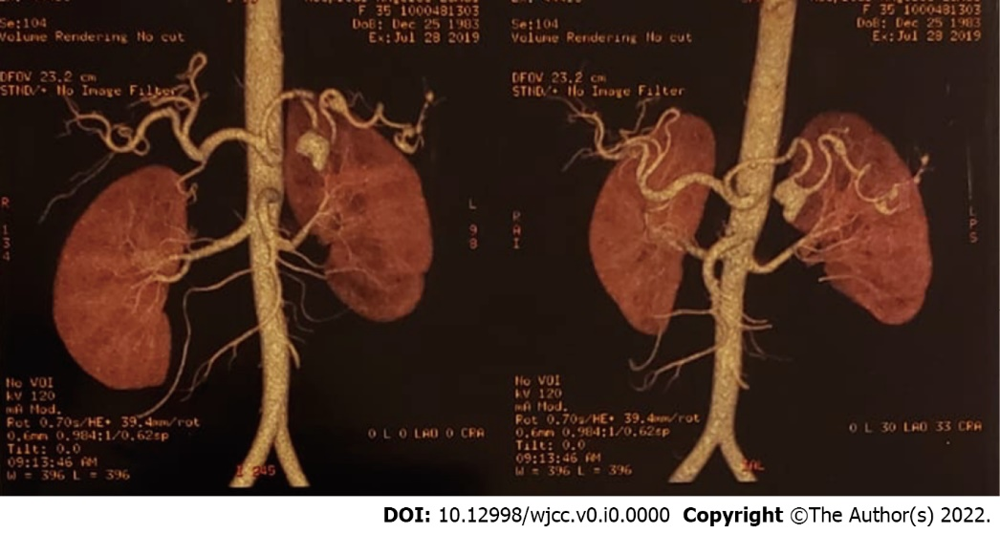 Se:104
Volume Rendering No cut
DFOV 23.2 cm
STND/+ No Image Filter
F 35 1000481303
DoB: Dec 25 1983
Ex:Jul 28 2019
R
1
3
4
L
9
8
No VOI
kV 120
mA Mod.
Rot 0.70s/HE+ 39.4mm/rot
0.6mm 0.984:1/0.62sp
Tilt: 0.0
09:13:46 AM
W = 396 L = 396
0 L 0 LAO 0 CRA
Se:104
Volume Rendering No cut
DFOV 23.2 cm
STND/+ No Image Filter
F 35 1000481303
DoB: Dec 25 1983
Ex:Jul 28 2019
R
A
I
L
P
S
No VOI
kV 120
mA Mod.
Rot 0.70s/HE+ 39.4mm/rot
0.6mm 0.984:1/0.62sp
Tilt: 0.0
09:13:46 AM
W = 396 L = 396
0 L 30 LAO 33 CRA
DOI: 10.12998/wjcc.v0.i0.0000 Copyright ©The Author(s) 2022.